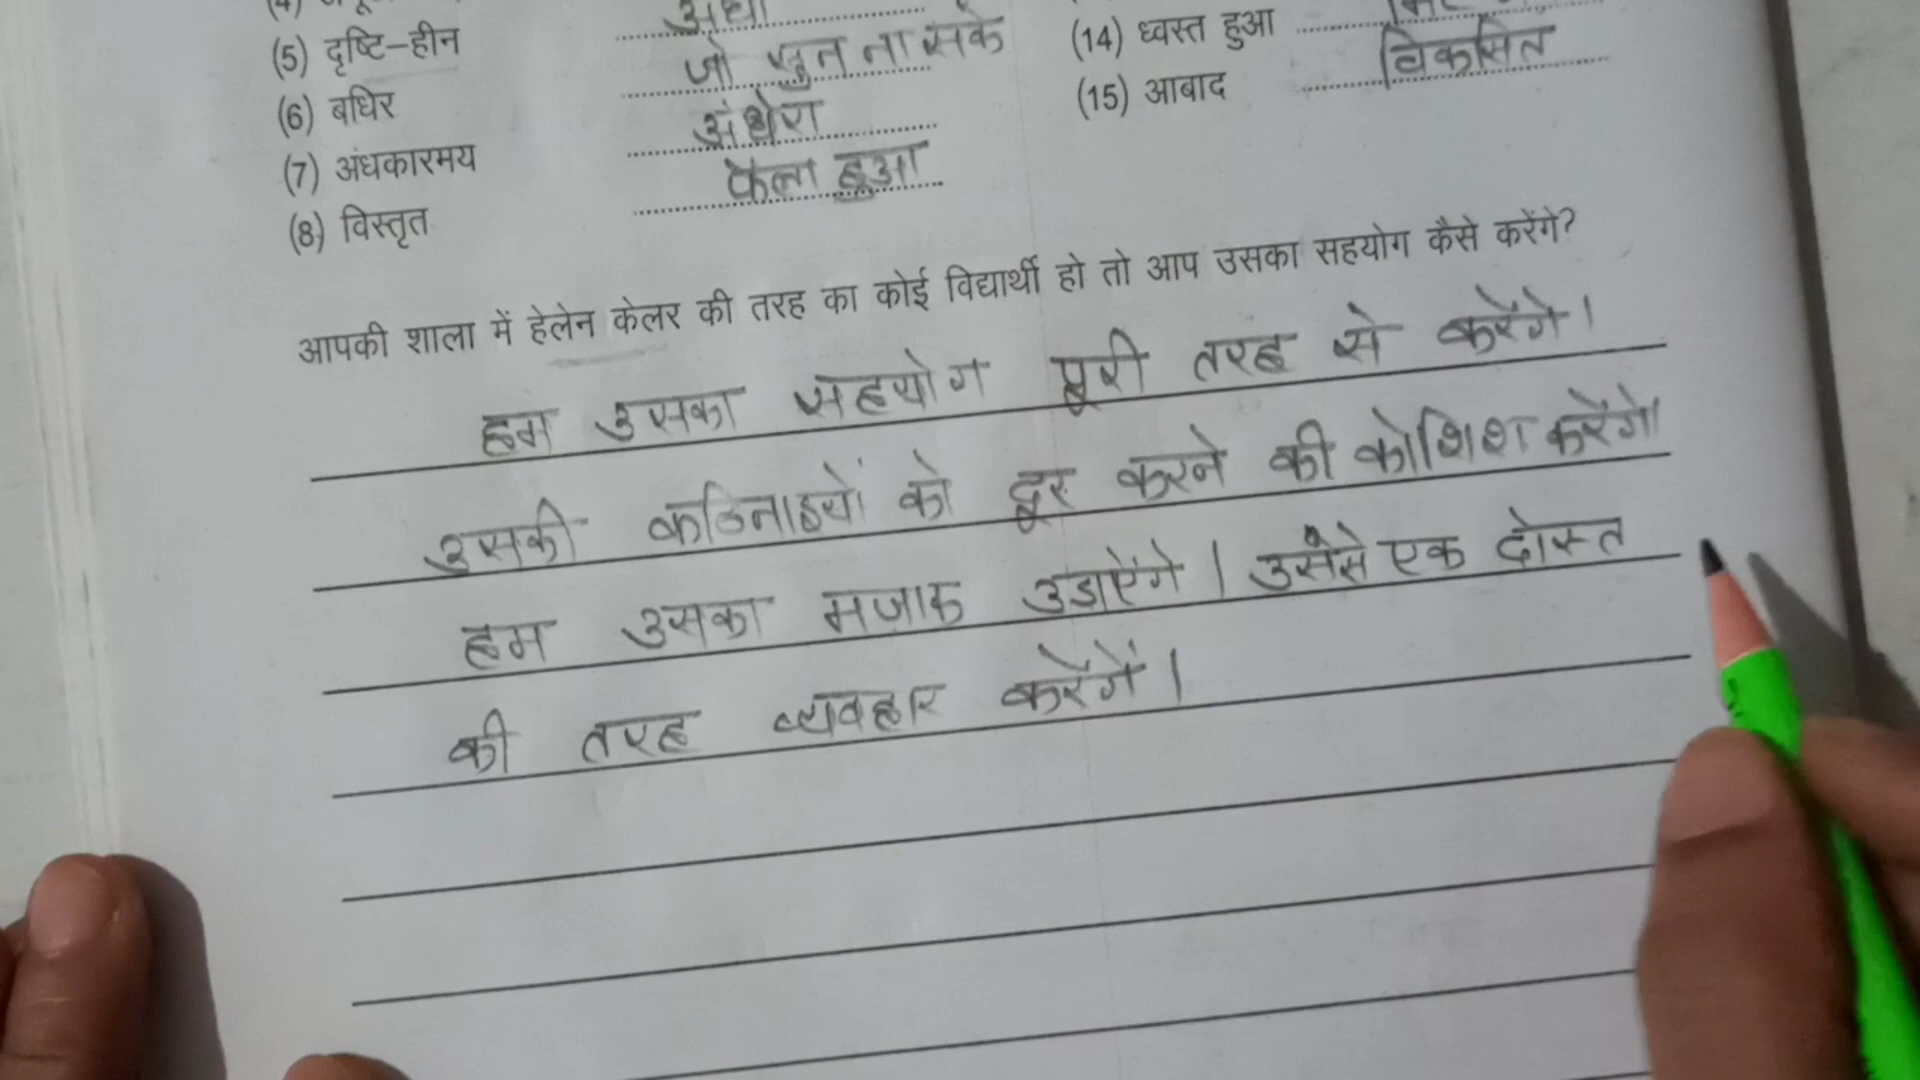 (5) दृष्टि-हीन अंधा
(6) बधिर जो सुन ना सके
(7) अंधकारमय अंधेरा
(8) विस्तृत फैला हुआ
(14) ध्वस्त हुआ
(15) आबाद विकसित
आपकी शाला में हेलेन केलर की तरह का कोई विद्यार्थी हो तो आप उसका सहयोग कैसे करेंगे?
हम उसका सहयोग पूरी तरह से करेंगे।
उसकी कठिनाइयों को दूर करने की कोशिश करेंगे।
हम उसका मजाक उडाएंगे। उससे एक दोस्त
की तरह व्यवहार करेंगें।